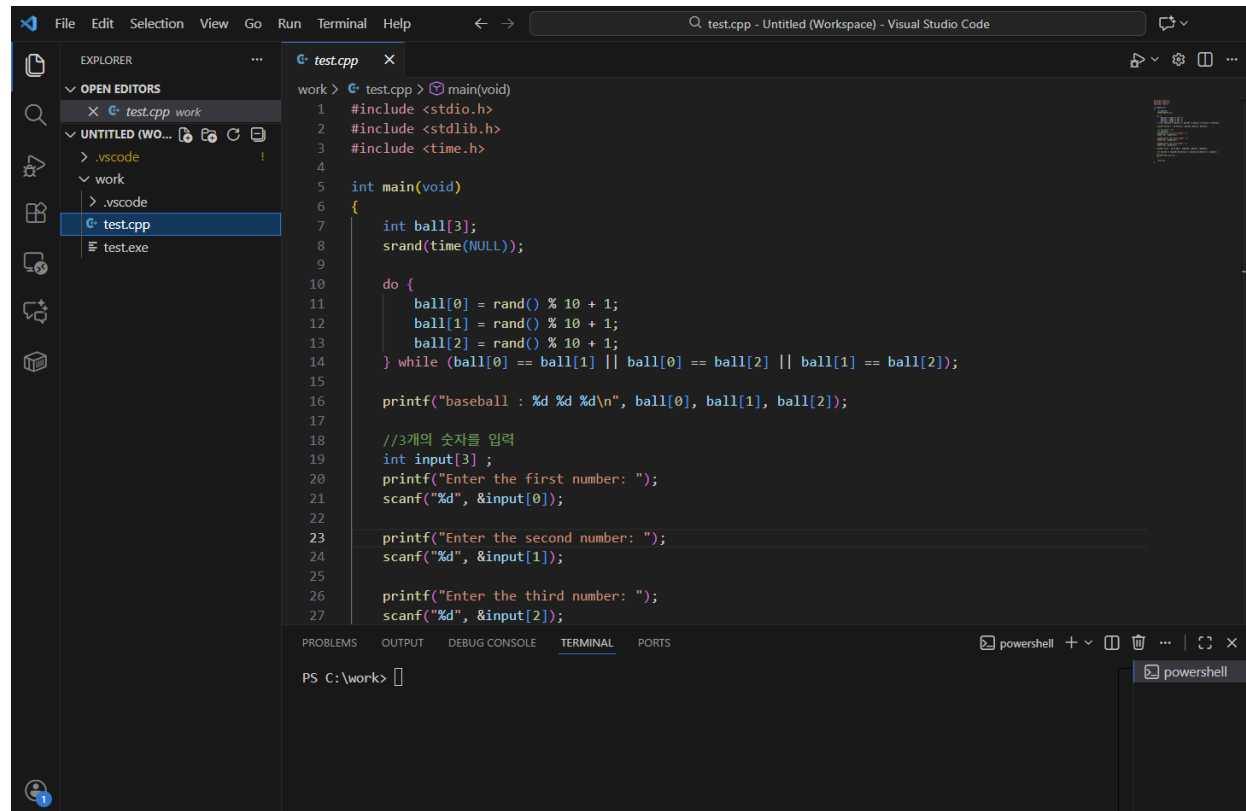 File Edit Selection View Go Run Terminal Help
test.cpp - Untitled (Workspace) - Visual Studio Code
EXPLORER
OPEN EDITORS
test.cpp work
UNTITLED (WO...
.vscode !
work
.vscode
test.cpp
test.exe
test.cpp
work > test.cpp > main(void)
1 #include <stdio.h>
2 #include <stdlib.h>
3 #include <time.h>
4
5 int main(void)
6 {
7 int ball[3];
8 srand(time(NULL));
9
10 do {
11 ball[0] = rand() % 10 + 1;
12 ball[1] = rand() % 10 + 1;
13 ball[2] = rand() % 10 + 1;
14 } while (ball[0] == ball[1] || ball[0] == ball[2] || ball[1] == ball[2]);
15
16 printf("baseball : %d %d %d\n", ball[0], ball[1], ball[2]);
17
18 //3개의 숫자를 입력
19 int input[3] ;
20 printf("Enter the first number: ");
21 scanf("%d", &input[0]);
22
23 printf("Enter the second number: ");
24 scanf("%d", &input[1]);
25
26 printf("Enter the third number: ");
27 scanf("%d", &input[2]);
PROBLEMS OUTPUT DEBUG CONSOLE TERMINAL PORTS
powershell
PS C:\work>
powershell
1